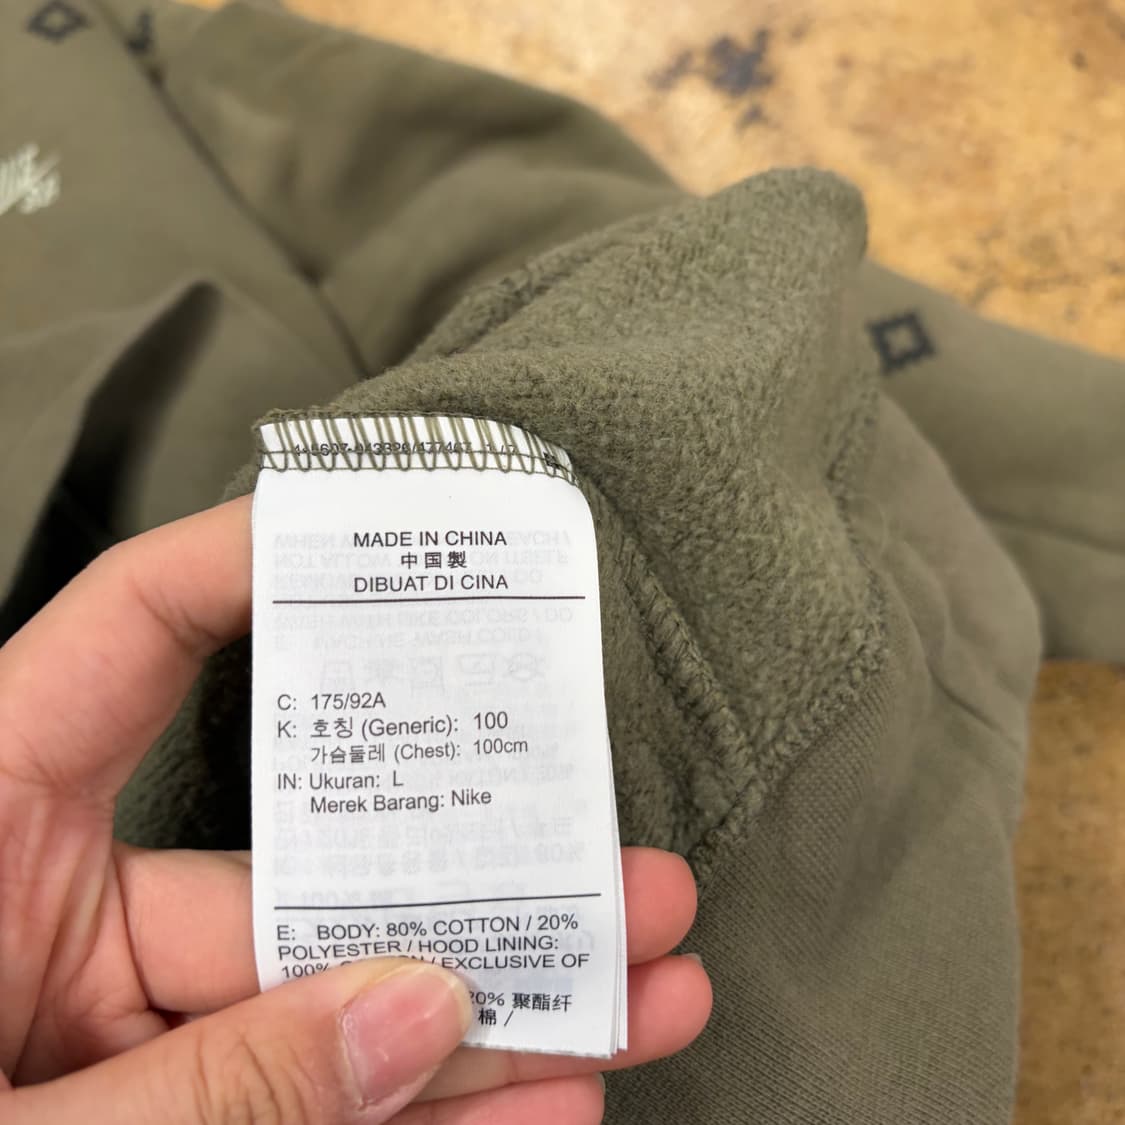 MADE IN CHINA
中国製
DIBUAT DI CINA
C: 175/92A
K: 호칭 (Generic): 100
가슴둘레 (Chest): 100cm
IN: Ukuran: L
Merek Barang: Nike
E: BODY: 80% COTTON / 20%
POLYESTER / HOOD LINING:
100% / EXCLUSIVE OF
20% 聚酯纤
棉 /